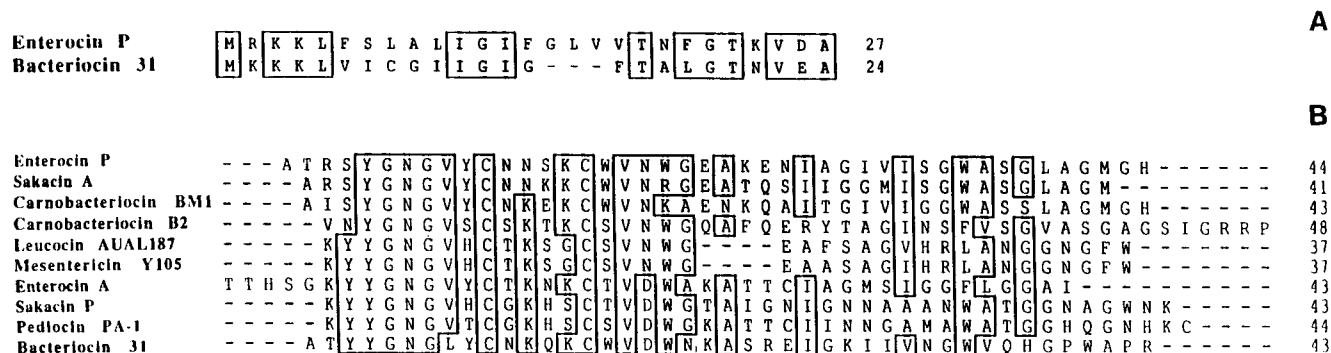 A
Enterocin P M R K K L F S L A L I G I F G L V V T N F G T K V D A 27
Bacteriocin 31 M K K K L V I C G I I G I G - - - F T A L G T N V E A 24
B
Enterocin P - - - A T R S Y G N G V Y C N N S K C W V N W G E A K E N I A G I V I S G W A S G L A G M G H - - - - - - 44
Sakacin A - - - - A R S Y G N G V Y C N N K K C W V N R G E A T Q S I I G G M I S G W A S G L A G M - - - - - - - - 41
Carnobacteriocin BM1 - - - - A I S Y G N G V Y C N K E K C W V N K A E N K Q A I T G I V I G G W A S S L A G M G H - - - - - - 43
Carnobacteriocin B2 - - - - - V N Y G N G V S C S K T K C S V N W G Q A F Q E R Y T A G I N S F V S G V A S G A G S I G R R P 48
Leucocin AUAL187 - - - - - K Y Y G N G V H C T K S G C S V N W G - - - - E A F S A G V H R L A N G G N G F W - - - - - - - 37
Mesentericin Y105 - - - - - K Y Y G N G V H C T K S G C S V N W G - - - - E A A S A G I H R L A N G G N G F W - - - - - - - 37
Enterocin A T T H S G K Y Y G N G V Y C T K N K C T V D W A K A T T C I A G M S I G G F L G G A I - - - - - - - - 43
Sakacin P - - - - - K Y Y G N G V H C G K H S C T V D W G T A I G N I G N N A A A N W A T G G N A G W N K - - - - - 43
Pediocin PA-1 - - - - - K Y Y G N G V T C G K H S C S V D W G K A T T C I I N N G A M A W A T G G H Q G N H K C - - - - 44
Bacteriocin 31 - - - - A T Y Y G N G L Y C N K Q K C W V D W N K A S R E I G K I I V N G W V Q H G P W A P R - - - - - 43